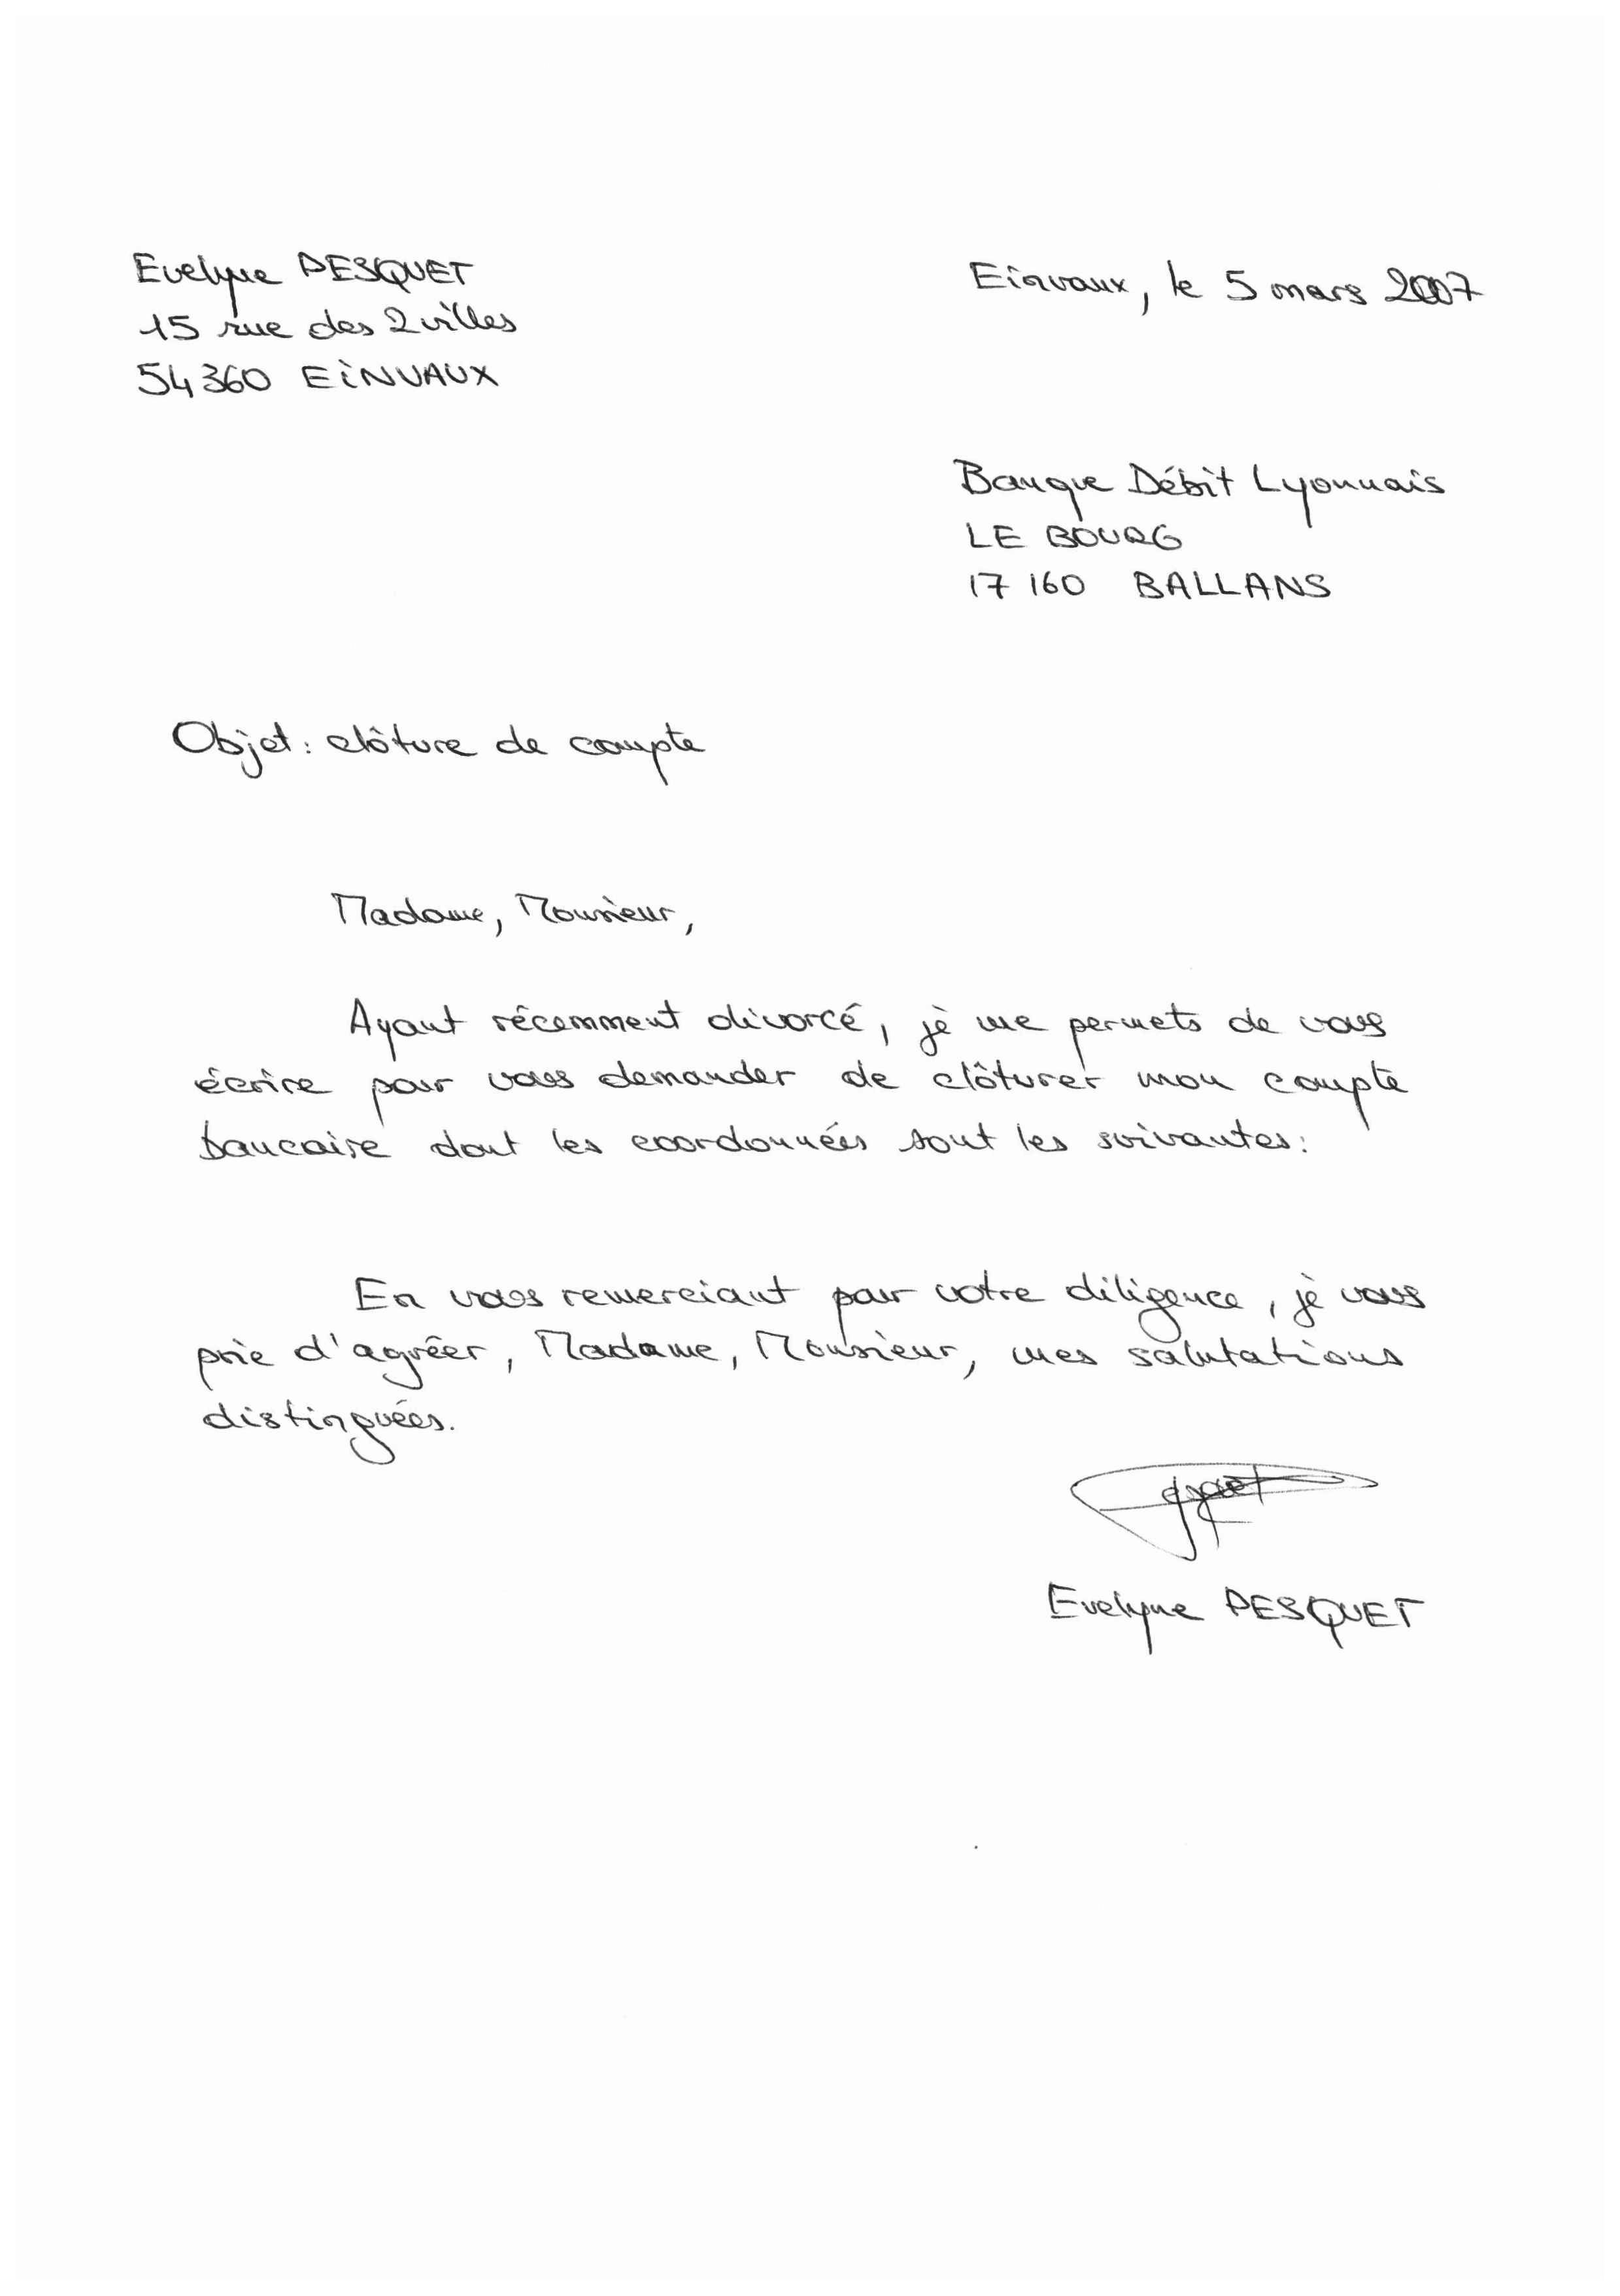 Evelyne PESQUET
15 rue des 2 villes
54360 EINVAUX
Einvaux, le 5 mars 2007
Banque Débit Lyonnais
LE BOURG
17 160 BALLANS
Objet: clôture de compte
Madame, Monsieur,
Ayant récemment divorcé, je me permets de vous
écrire pour vous demander de clôturer mon compte
bancaire dont les coordonnées sont les suivantes:
En vous remerciant pour votre diligence, je vous
prie d'agréer, Madame, Monsieur, mes salutations
distinguées.
Evelyne PESQUET